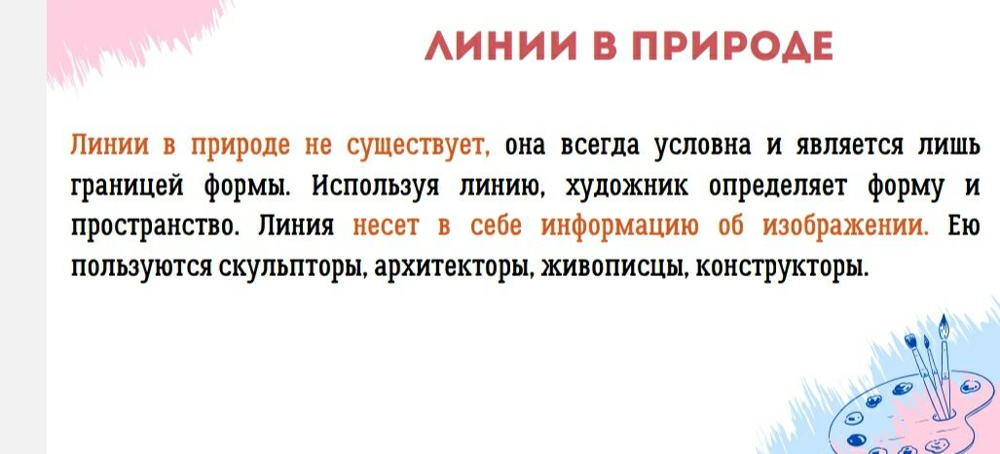 ЛИНИИ В ПРИРОДЕ
Линии в природе не существует, она всегда условна и является лишь
границей формы. Используя линию, художник определяет форму и
пространство. Линия несет в себе информацию об изображении. Ею
пользуются скульпторы, архитекторы, живописцы, конструкторы.